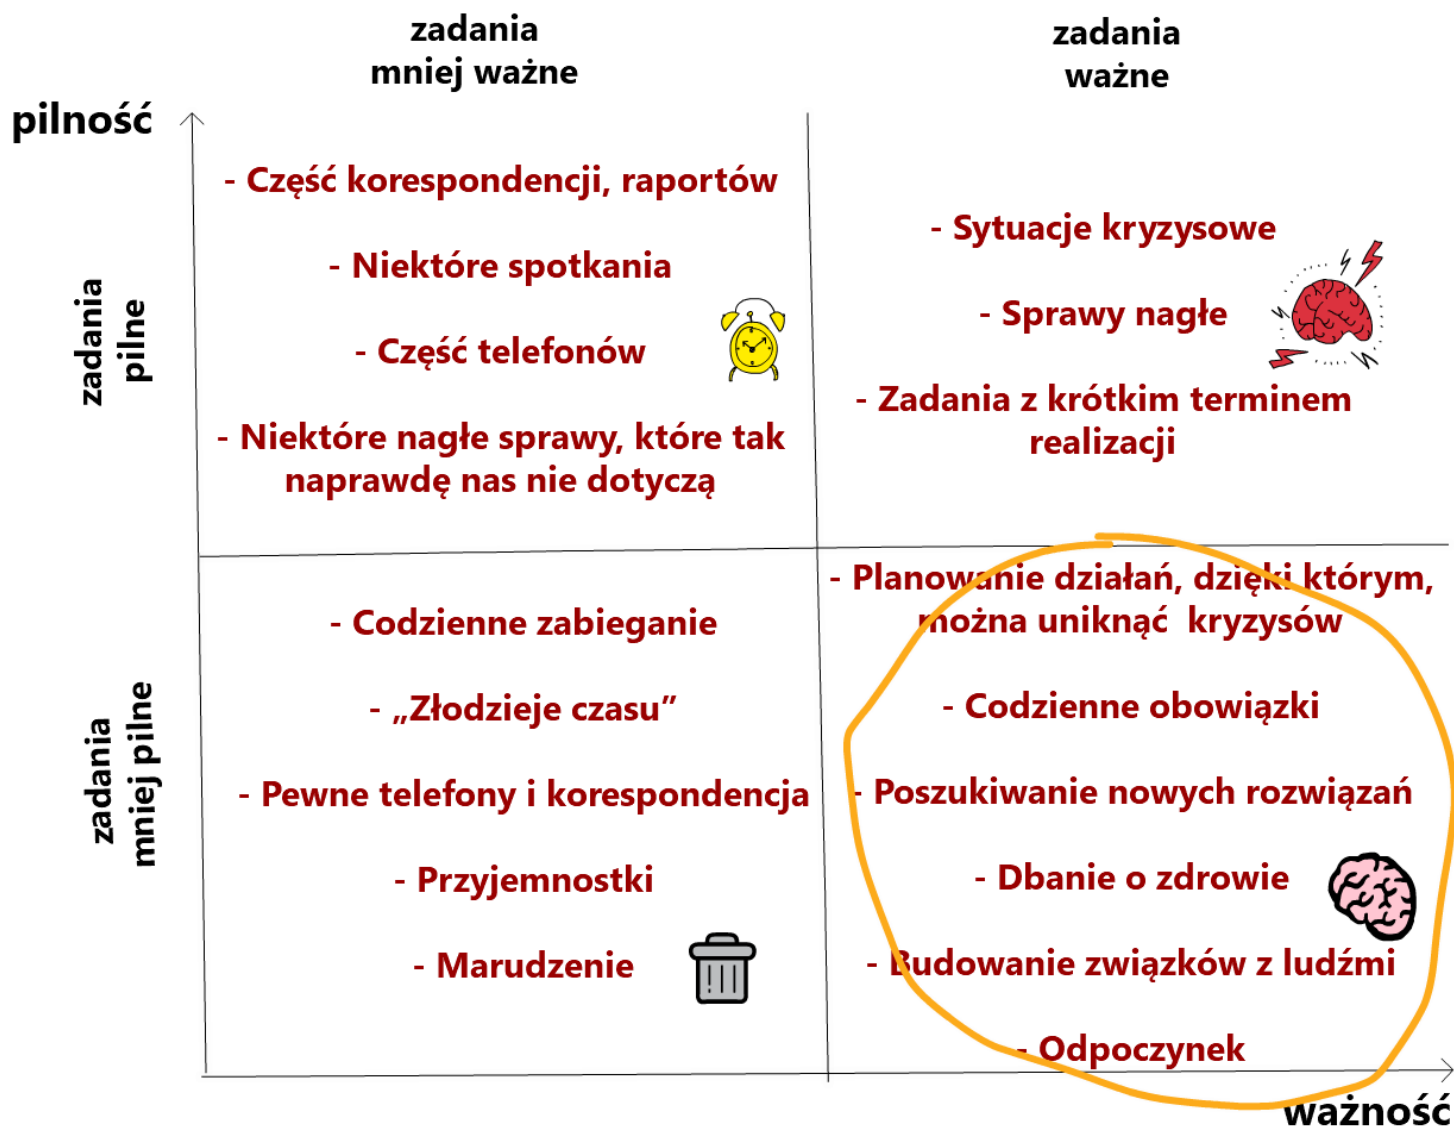 zadania
mniej ważne
zadania
ważne
pilność
zadania
pilne
- Część korespondencji, raportów
- Niektóre spotkania
- Część telefonów
- Niektóre nagłe sprawy, które tak
naprawdę nas nie dotyczą
- Sytuacje kryzysowe
- Sprawy nagłe
- Zadania z krótkim terminem
realizacji
zadania
mniej pilne
- Codzienne zabieganie
- „Złodzieje czasu”
- Pewne telefony i korespondencja
- Przyjemnostki
- Marudzenie
- Planowanie działań, dzięki którym,
można uniknąć kryzysów
- Codzienne obowiązki
- Poszukiwanie nowych rozwiązań
- Dbanie o zdrowie
- Budowanie związków z ludźmi
- Odpoczynek
ważność